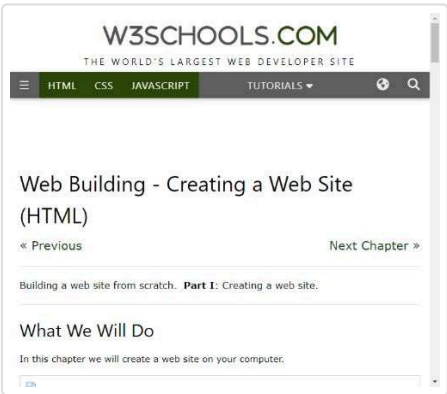 W3SCHOOLS.COM
THE WORLD'S LARGEST WEB DEVELOPER SITE
HTML CSS JAVASCRIPT TUTORIALS
Web Building - Creating a Web Site
(HTML)
« Previous Next Chapter »
Building a web site from scratch. Part I: Creating a web site.
What We Will Do
In this chapter we will create a web site on your computer.